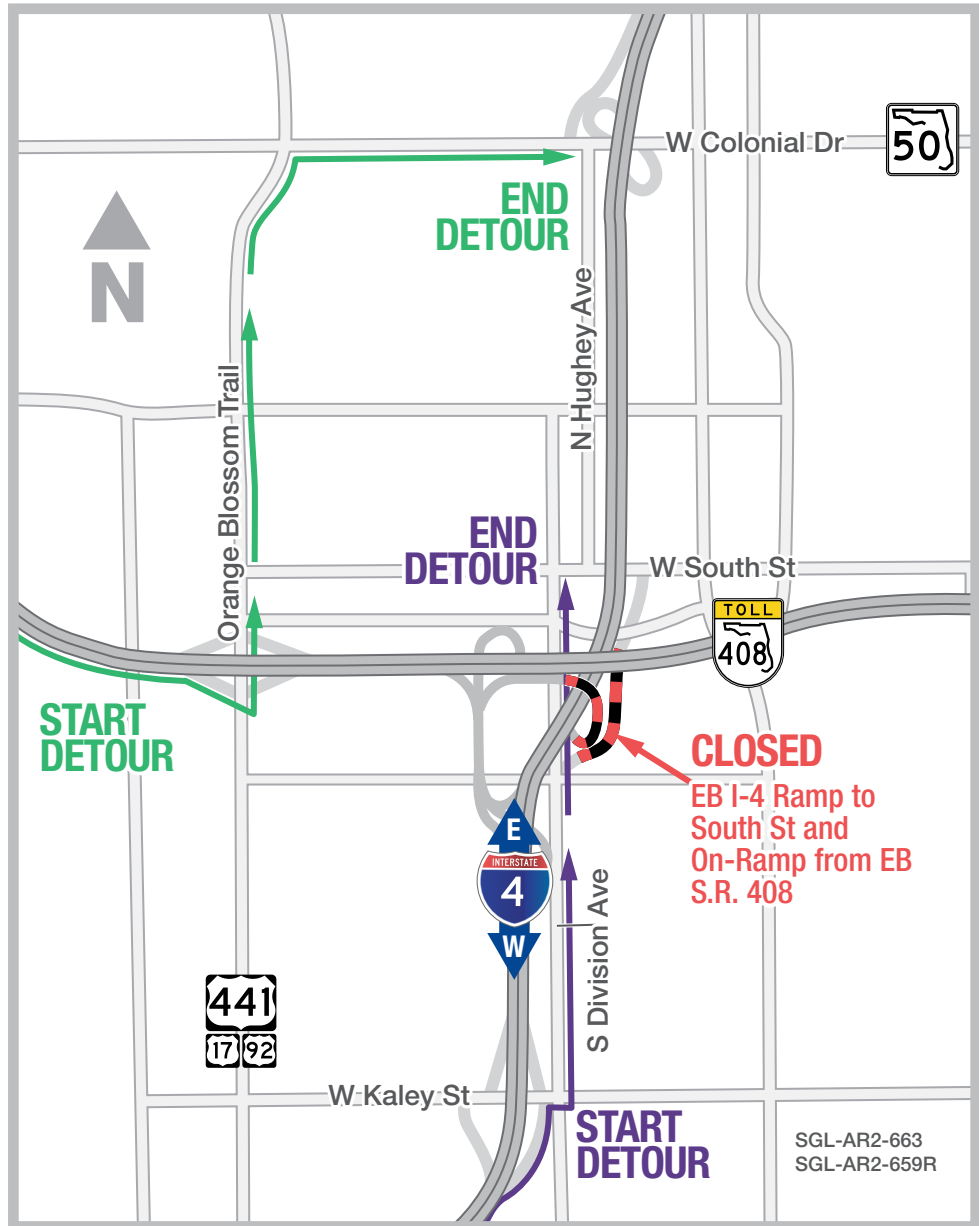 W Colonial Dr
50
END
DETOUR
N
N Hughey Ave
Orange Blossom Trail
END
DETOUR
W South St
TOLL
408
START
DETOUR
CLOSED
EB I-4 Ramp to
South St and
On-Ramp from EB
S.R. 408
E
INTERSTATE
4
W
S Division Ave
441
17 92
W Kaley St
START
DETOUR
SGL-AR2-663
SGL-AR2-659R